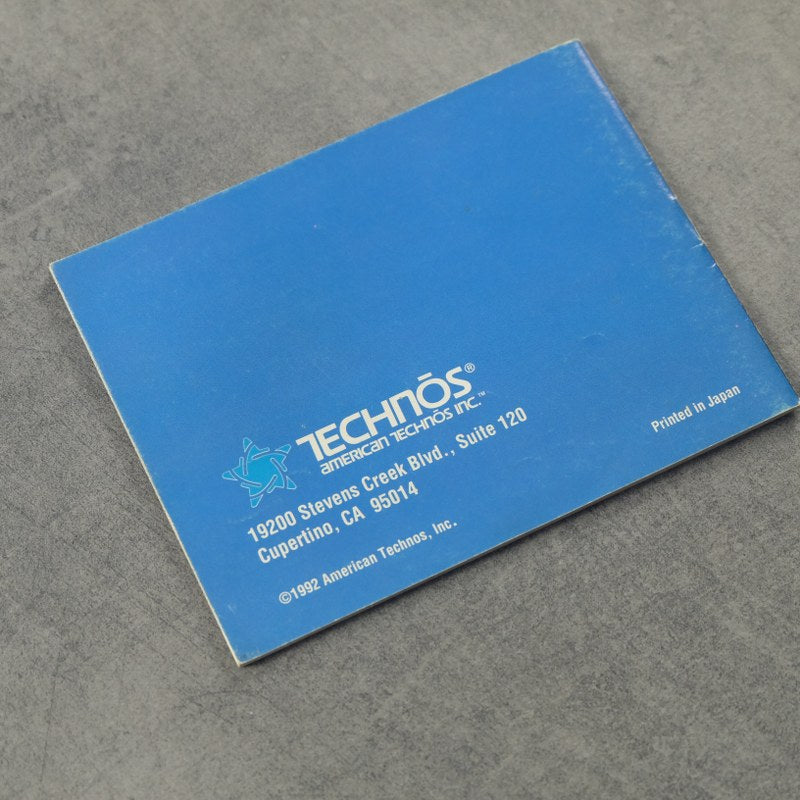 TECHNŌS®
AMERICAN TECHNŌS INC.™
19200 Stevens Creek Blvd., Suite 120
Cupertino, CA 95014
©1992 American Technos, Inc.
Printed in Japan